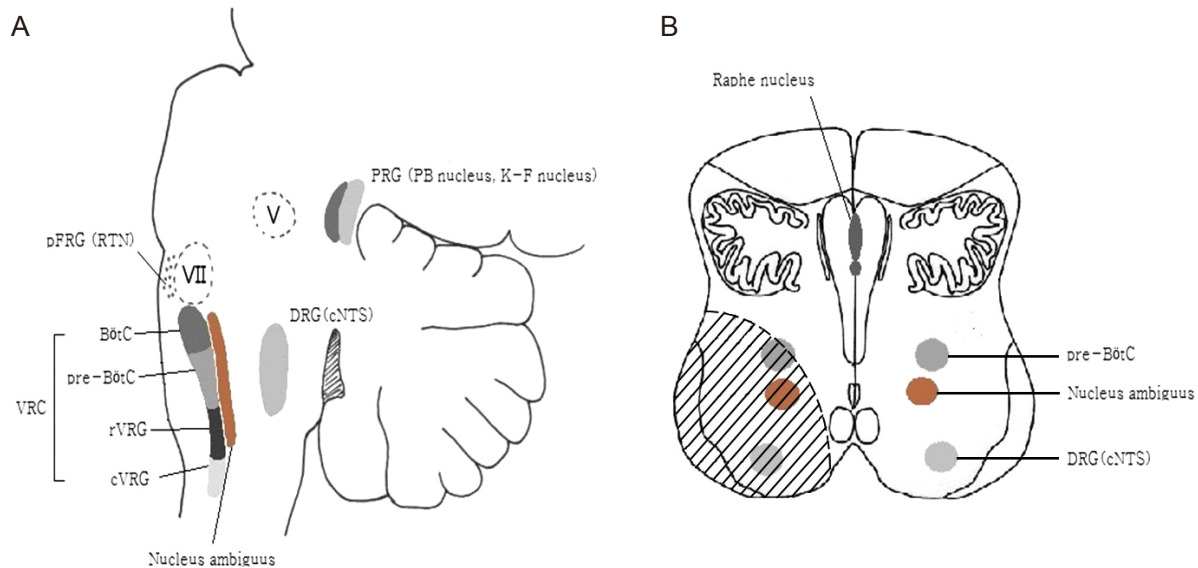 A
B
Raphe nucleus
PRG (PB nucleus, K-F nucleus)
V
pFRG (RTN)
VII
DRG(cNTS)
BötC
pre-BötC
pre-BötC
Nucleus ambiguus
VRC
rVRG
DRG(cNTS)
cVRG
Nucleus ambiguus